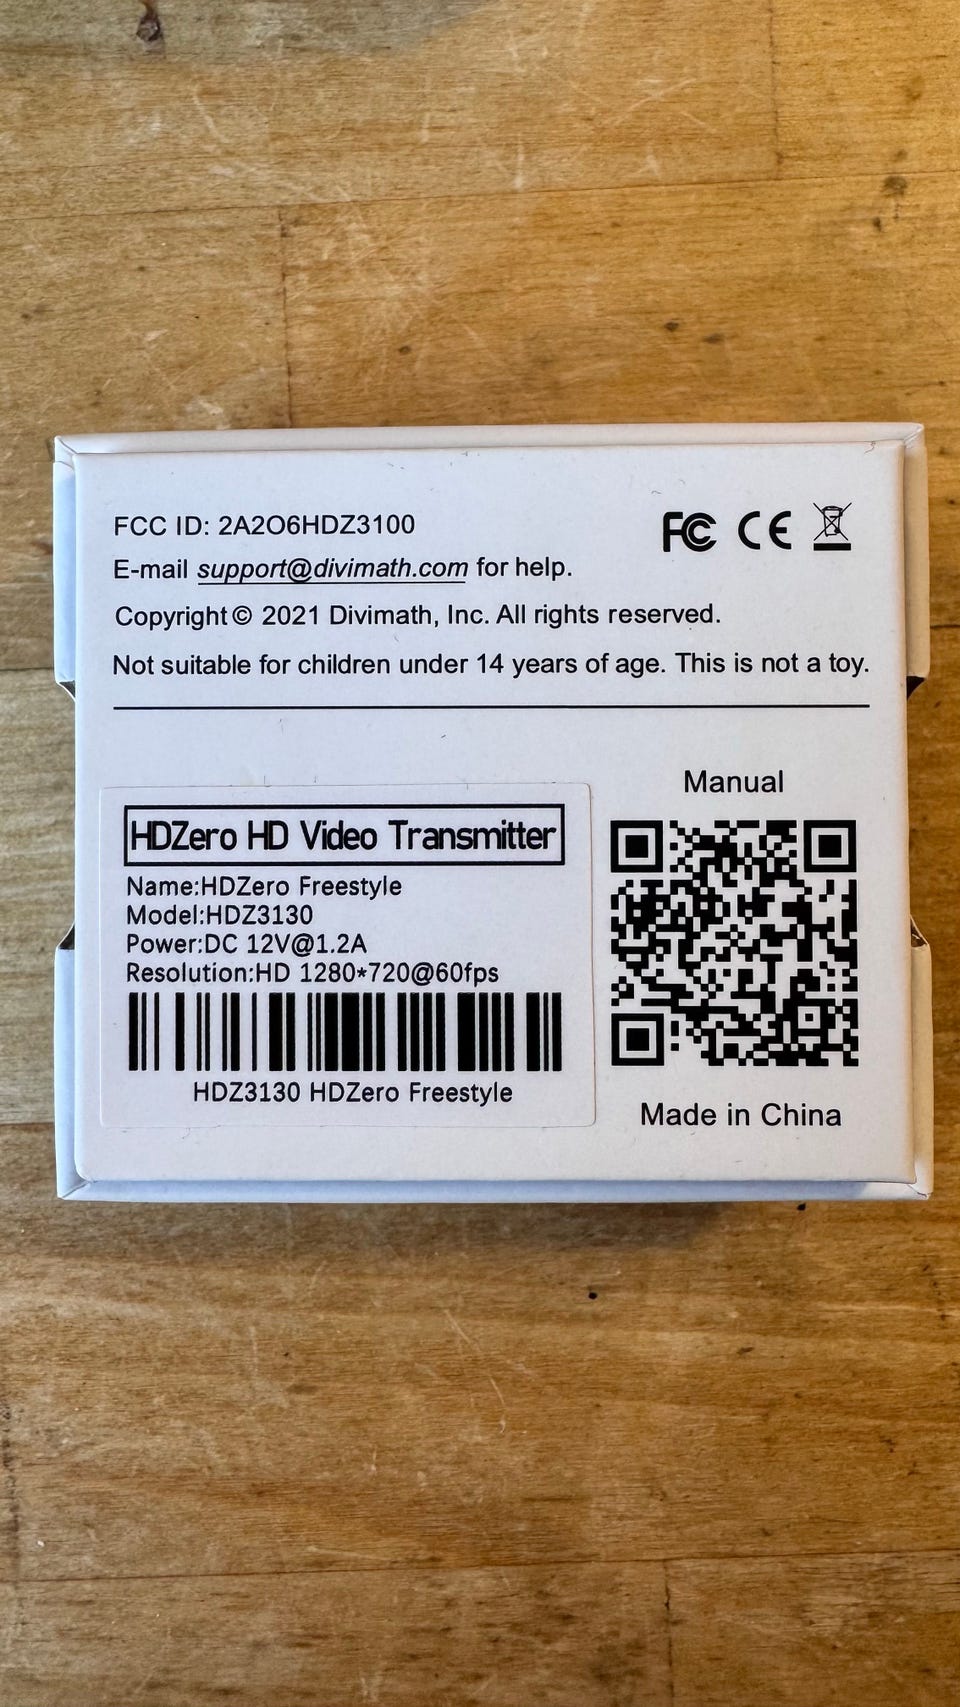 FCC ID: 2A2O6HDZ3100
FC CE
E-mail support@divimath.com for help.
Copyright© 2021 Divimath, Inc. All rights reserved.
Not suitable for children under 14 years of age. This is not a toy.
HDZero HD Video Transmitter
Name:HDZero Freestyle
Model:HDZ3130
Power:DC 12V@1.2A
Resolution:HD 1280*720@60fps
HDZ3130 HDZero Freestyle
Manual
Made in China